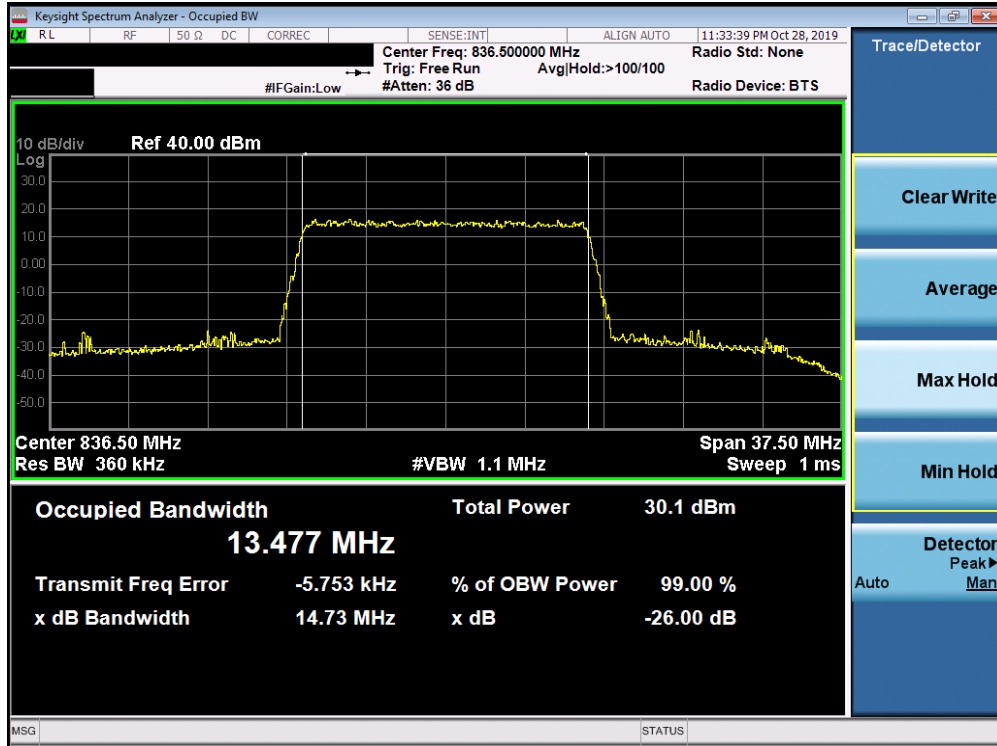 Keysight Spectrum Analyzer - Occupied BW
LXI RL RF 50 Ω DC CORREC SENSE:INT ALIGN AUTO 11:33:39 PM Oct 28, 2019
Center Freq: 836.500000 MHz Radio Std: None
Trig: Free Run Avg|Hold:>100/100
#IFGain:Low #Atten: 36 dB Radio Device: BTS
10 dB/div Ref 40.00 dBm
Log
30.0
20.0
10.0
0.00
-10.0
-20.0
-30.0
-40.0
-50.0
Center 836.50 MHz Span 37.50 MHz
Res BW 360 kHz #VBW 1.1 MHz Sweep 1 ms
Occupied Bandwidth Total Power 30.1 dBm
13.477 MHz
Transmit Freq Error -5.753 kHz % of OBW Power 99.00 %
x dB Bandwidth 14.73 MHz x dB -26.00 dB
MSG STATUS
Trace/Detector
Clear Write
Average
Max Hold
Min Hold
Detector
Peak▶
Auto Man